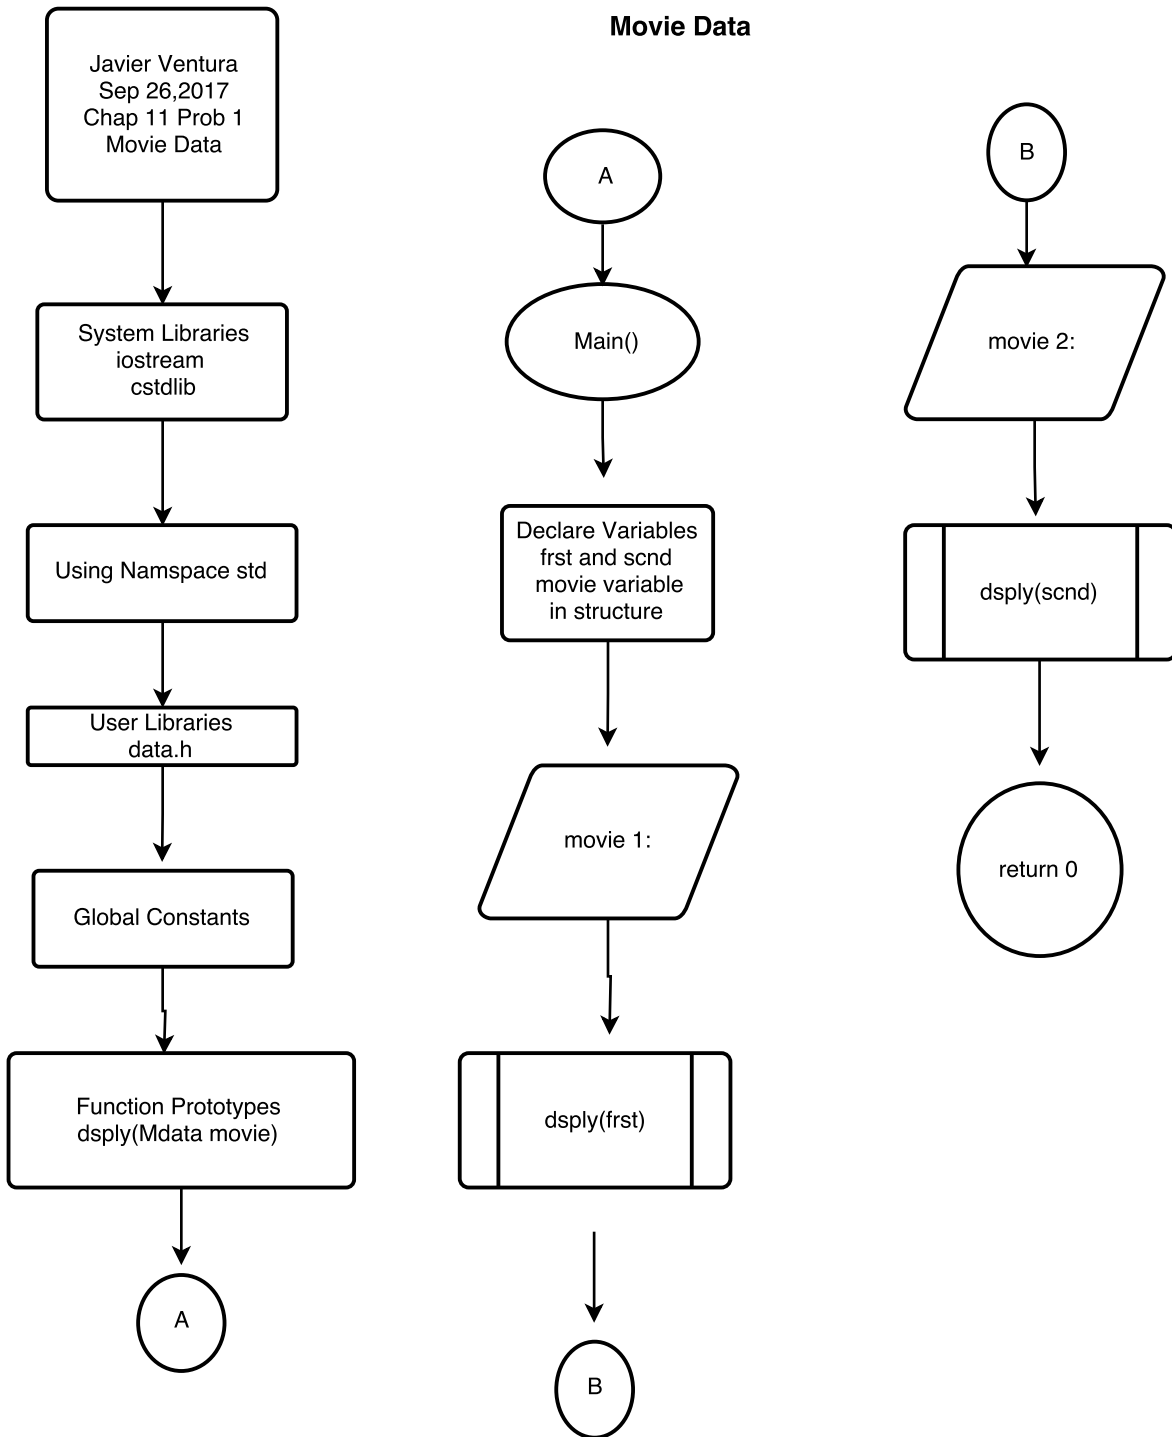 Movie Data
Javier Ventura
Sep 26,2017
Chap 11 Prob 1
Movie Data
System Libraries
iostream
cstdlib
Using Namspace std
User Libraries
data.h
Global Constants
Function Prototypes
dsply(Mdata movie)
A
A
Main()
Declare Variables
frst and scnd
movie variable
in structure
movie 1:
dsply(frst)
B
B
movie 2:
dsply(scnd)
return 0